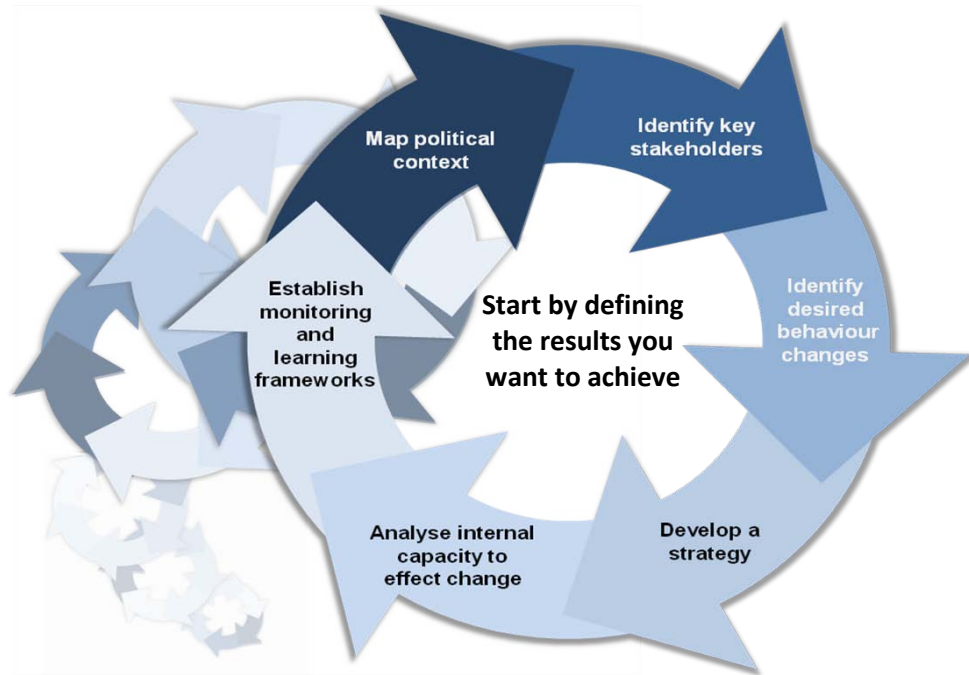 Map political
context
Identify key
stakeholders
Identify
desired
behaviour
changes
Develop a
strategy
Analyse internal
capacity to
effect change
Establish
monitoring
and
learning
frameworks
Start by defining
the results you
want to achieve